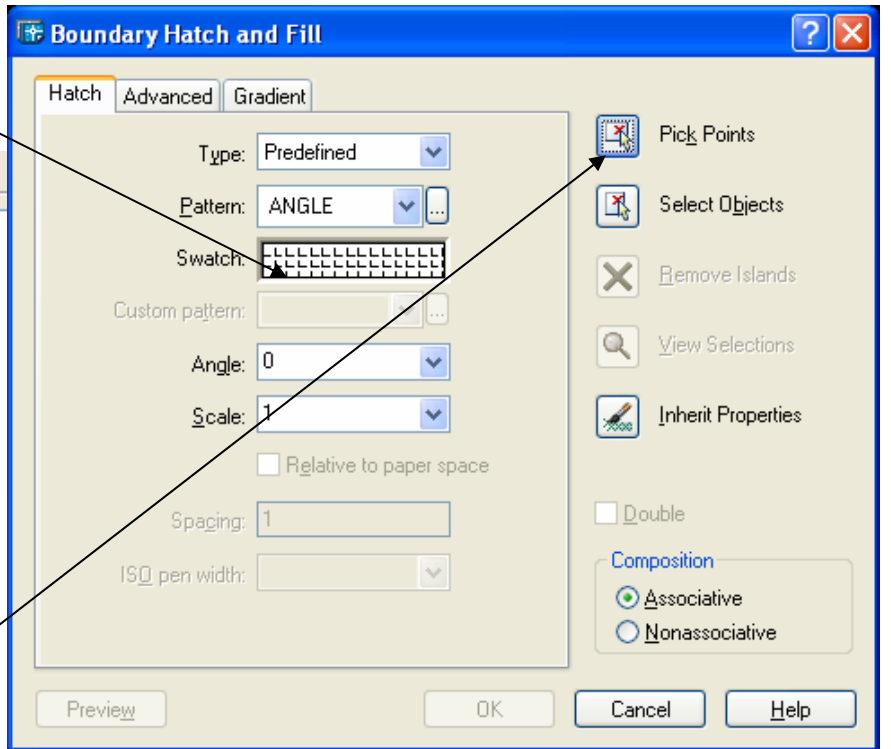 Boundary Hatch and Fill
Hatch Advanced Gradient
Type: Predefined
Pattern: ANGLE ...
Swatch:
Custom pattern: ...
Angle: 0
Scale: 1
Relative to paper space
Spacing: 1
ISO pen width:
Pick Points
Select Objects
Remove Islands
View Selections
Inherit Properties
Double
Composition
Associative
Nonassociative
Preview OK Cancel Help